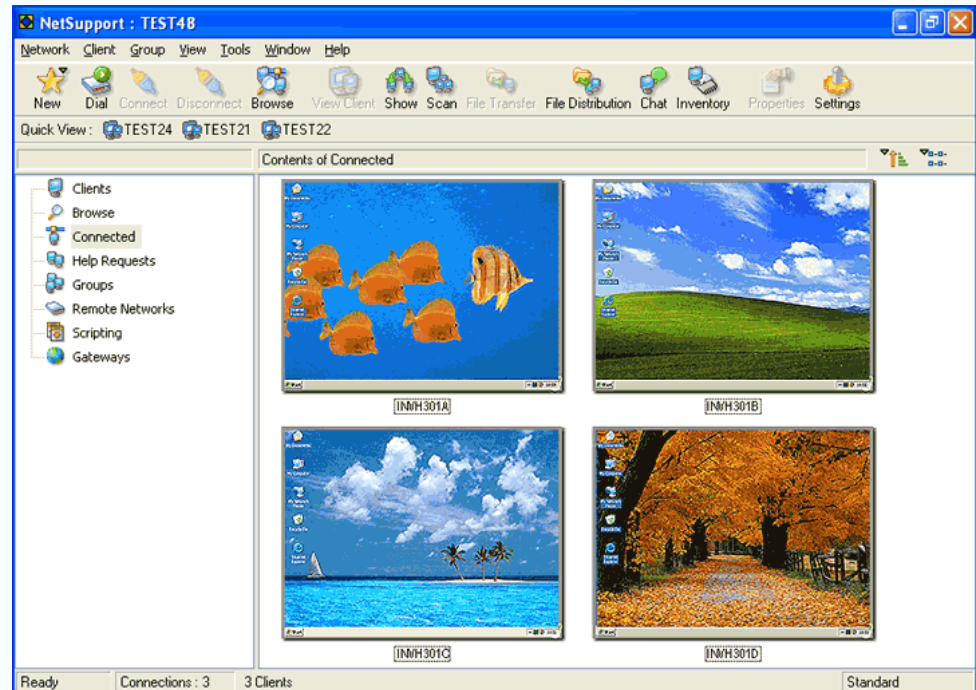 NetSupport : TEST48
Network Client Group View Tools Window Help
New Dial Connect Disconnect Browse View Client Show Scan File Transfer File Distribution Chat Inventory Properties Settings
Quick View : TEST24 TEST21 TEST22
Contents of Connected
Clients
Browse
Connected
Help Requests
Groups
Remote Networks
Scripting
Gateways
INVH301A
INVH301B
INVH301C
INVH301D
Ready Connections : 3 3 Clients Standard